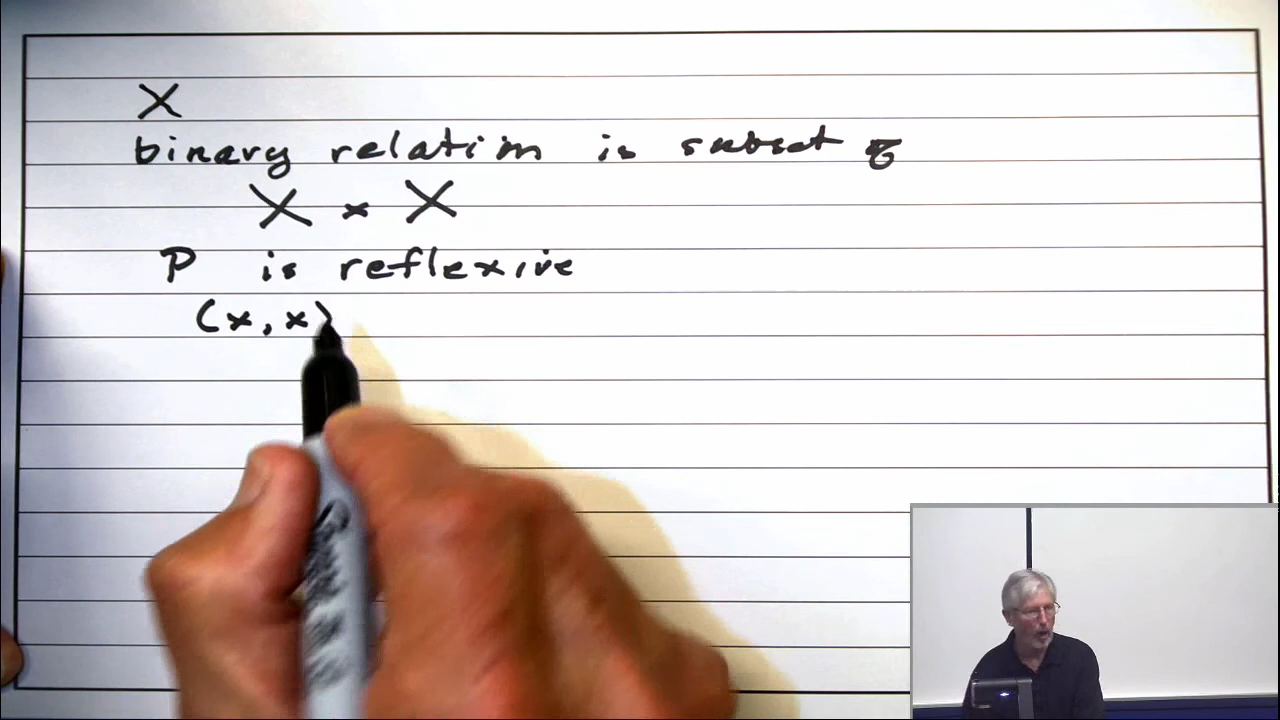 X
binary relation is subset of
X × X
P is reflexive
(x, x)